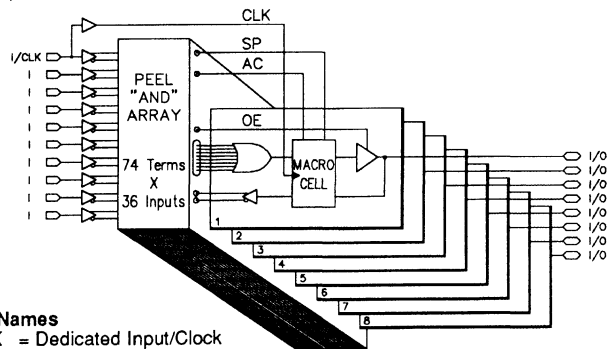 CLK
SP
I/CLK
AC
I
PEEL
I
"AND"
I
ARRAY
OE
I
I
I/O
74 Terms
MACRO
I/O
I
X
CELL
I/O
I
36 Inputs
I/O
I
I/O
I
1
I/O
2
I/O
3
I/O
4
5
6
7
8
Names
= Dedicated Input/Clock